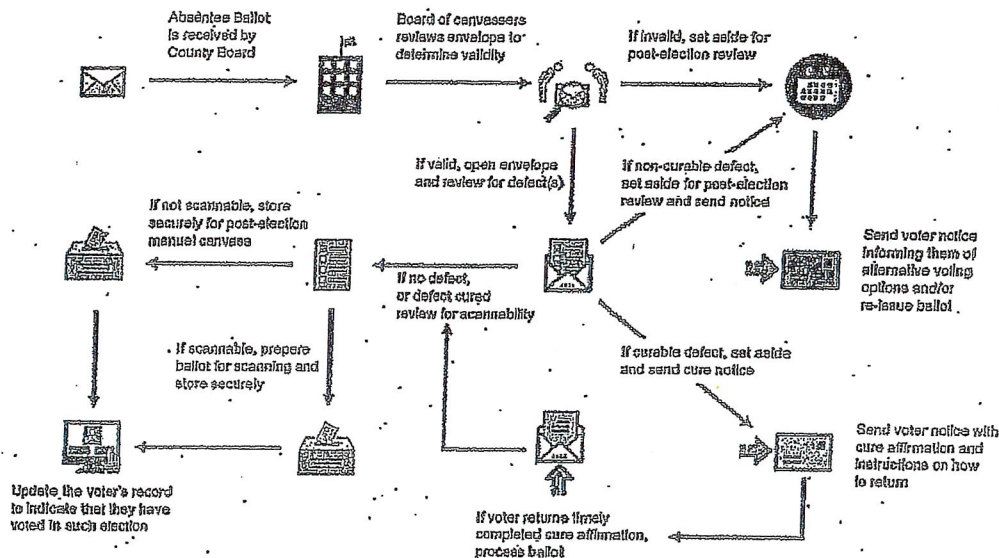 Absentee Ballot
is received by
County Board
Board of canvassers
reviews envelope to
determine validity
If invalid, set aside for
post-election review
If valid, open envelope
and review for defect(s)
If non-curable defect,
set aside for post-election
review and send notice
If not scannable, store
securely for post-election
manual canvass
Send voter notice
informing them of
alternative voting
options and/or
re-issue ballot
If no defect,
or defect cured
review for scannability
If scannable, prepare
ballot for scanning and
store securely
If curable defect, set aside
and send cure notice
Send voter notice with
cure affirmation and
instructions on how
to return
Update the voter's record
to indicate that they have
voted in such election
If voter returns timely
completed cure affirmation,
process ballot